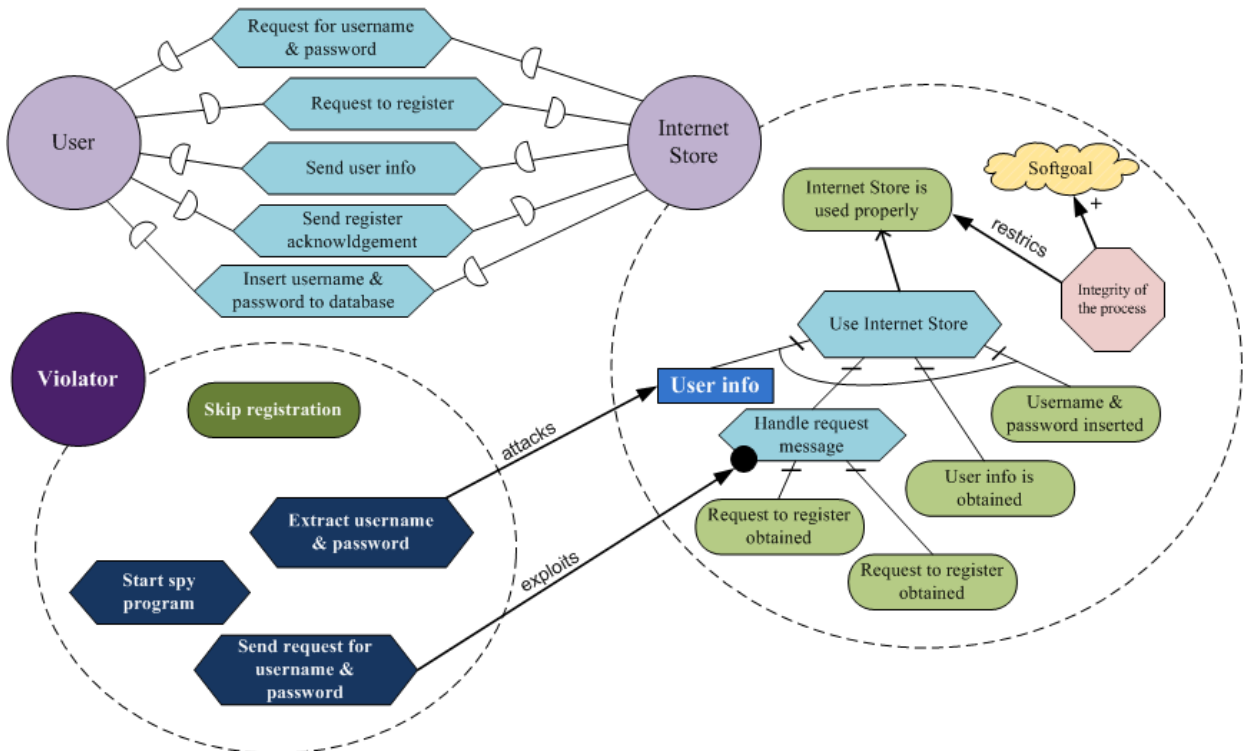 Request for username
& password
Request to register
User
Internet
Store
Send user info
Send register
acknowldgement
Insert username &
password to database
Softgoal
+
Internet Store is
used properly
restrics
Integrity of
the process
Use Internet Store
Violator
User info
Skip registration
Username &
password inserted
attacks
Handle request
message
User info is
obtained
Extract username
& password
Request to register
obtained
exploits
Request to register
obtained
Start spy
program
Send request for
username &
password